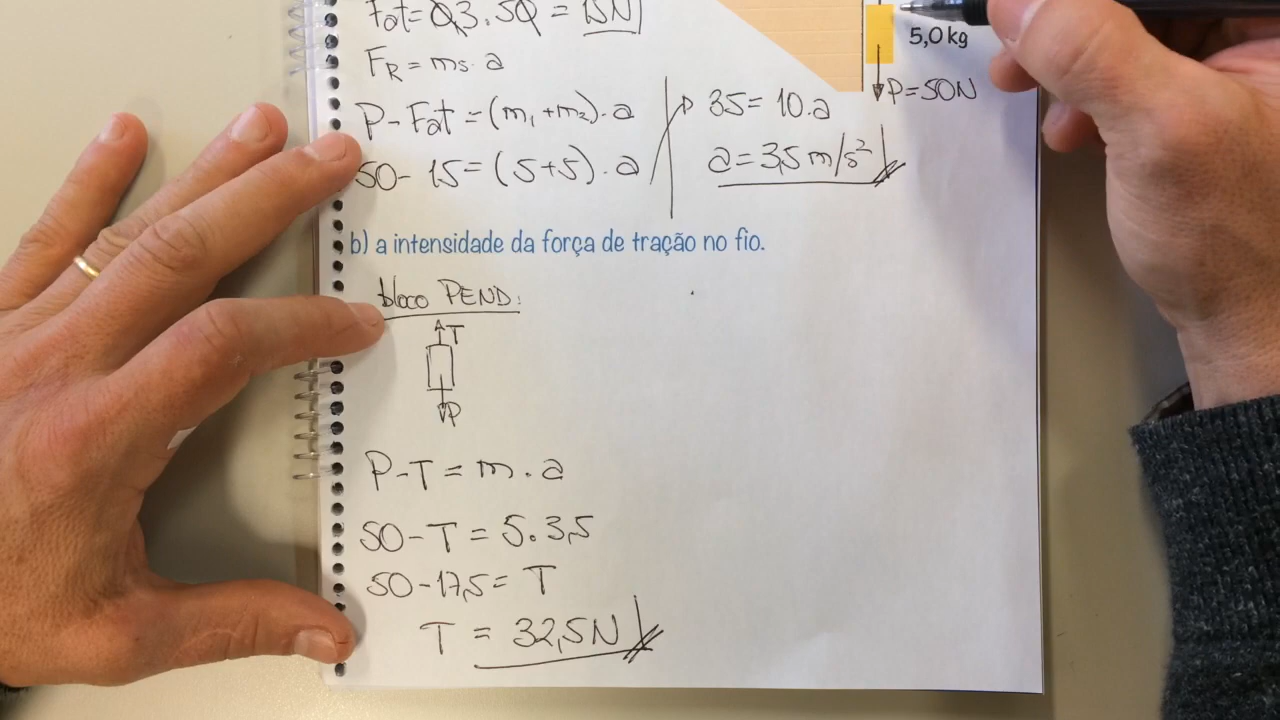 Fat = 0,3 . 50 = 15N
5,0 kg
FR = ms . a
P = 50N
P - Fat = (m1 + m2) . a
35 = 10 . a
50 - 15 = (5+5) . a
a = 3,5 m/s²
b) a intensidade da força de tração no fio.
bloco PEND:
T
P
P - T = m . a
50 - T = 5 . 3,5
50 - 17,5 = T
T = 32,5N